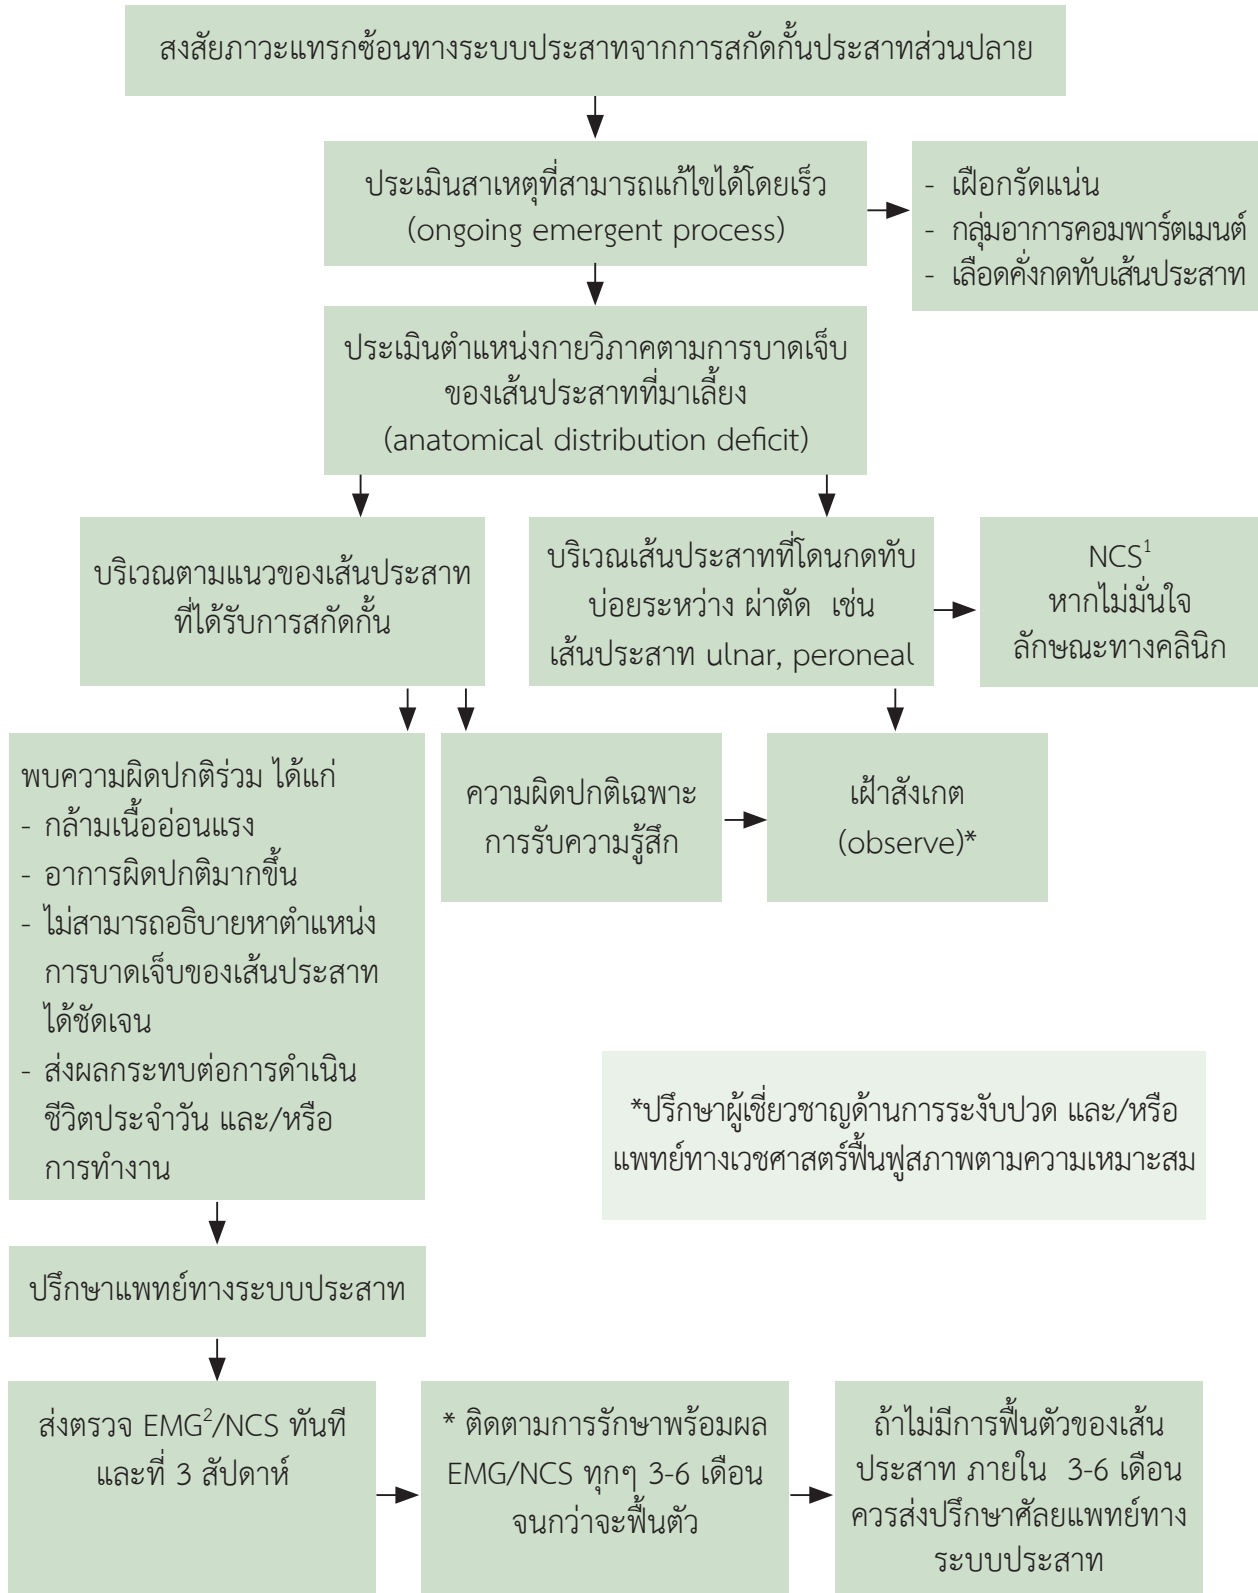 สงสัยภาวะแทรกซ้อนทางระบบประสาทจากการสกัดกั้นประสาทส่วนปลาย
ประเมินสาเหตุที่สามารถแก้ไขได้โดยเร็ว
(ongoing emergent process)
- เฝือกรัดแน่น
- กลุ่มอาการคอมพาร์ตเมนต์
- เลือดคั่งกดทับเส้นประสาท
ประเมินตำแหน่งกายวิภาคตามการบาดเจ็บ
ของเส้นประสาทที่มาเลี้ยง
(anatomical distribution deficit)
บริเวณตามแนวของเส้นประสาท
ที่ได้รับการสกัดกั้น
บริเวณเส้นประสาทที่โดนกดทับ
บ่อยระหว่าง ผ่าตัด เช่น
เส้นประสาท ulnar, peroneal
NCS¹
หากไม่มั่นใจ
ลักษณะทางคลินิก
พบความผิดปกติร่วม ได้แก่
- กล้ามเนื้ออ่อนแรง
- อาการผิดปกติมากขึ้น
- ไม่สามารถอธิบายหาตำแหน่ง
การบาดเจ็บของเส้นประสาท
ได้ชัดเจน
- ส่งผลกระทบต่อการดำเนิน
ชีวิตประจำวัน และ/หรือ
การทำงาน
ความผิดปกติเฉพาะ
การรับความรู้สึก
เฝ้าสังเกต
(observe)*
*ปรึกษาผู้เชี่ยวชาญด้านการระงับปวด และ/หรือ
แพทย์ทางเวชศาสตร์ฟื้นฟูสภาพตามความเหมาะสม
ปรึกษาแพทย์ทางระบบประสาท
ส่งตรวจ EMG²/NCS ทันที
และที่ 3 สัปดาห์
* ติดตามการรักษาพร้อมผล
EMG/NCS ทุกๆ 3-6 เดือน
จนกว่าจะฟื้นตัว
ถ้าไม่มีการฟื้นตัวของเส้น
ประสาท ภายใน 3-6 เดือน
ควรส่งปรึกษาศัลยแพทย์ทาง
ระบบประสาท